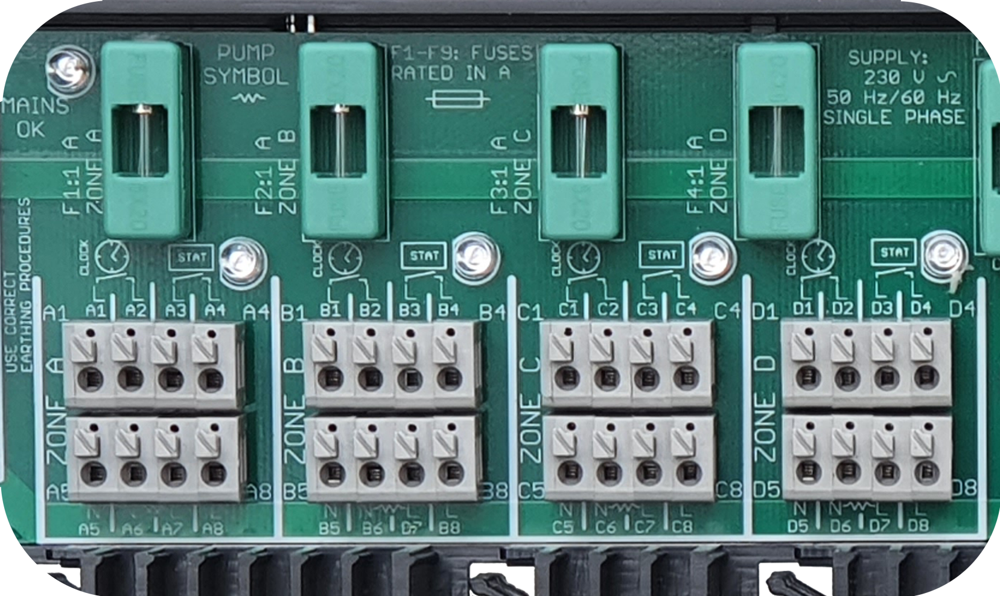 PUMP
SYMBOL
F1-F9: FUSES
RATED IN A
SUPPLY:
230 V
50 Hz/60 Hz
SINGLE PHASE
MAINS
OK
F1:1 A
ZONE A
F2:1 A
ZONE B
F3:1 A
ZONE C
F4:1 A
ZONE D
USE CORRECT
EARTHING PROCEDURES
CLOCK
STAT
CLOCK
STAT
CLOCK
STAT
CLOCK
STAT
A1 A1 A2 A3 A4 A4
B1 B1 B2 B3 B4 B4
C1 C1 C2 C3 C4 C4
D1 D1 D2 D3 D4 D4
ZONE A
ZONE B
ZONE C
ZONE D
A5 A8
B5 B8
C5 C8
D5 D8
N N L L
N N L L
N N L L
N N L L
A5 A6 A7 A8
B5 B6 D7 B8
C5 C6 C7 C8
D5 D6 D7 D8